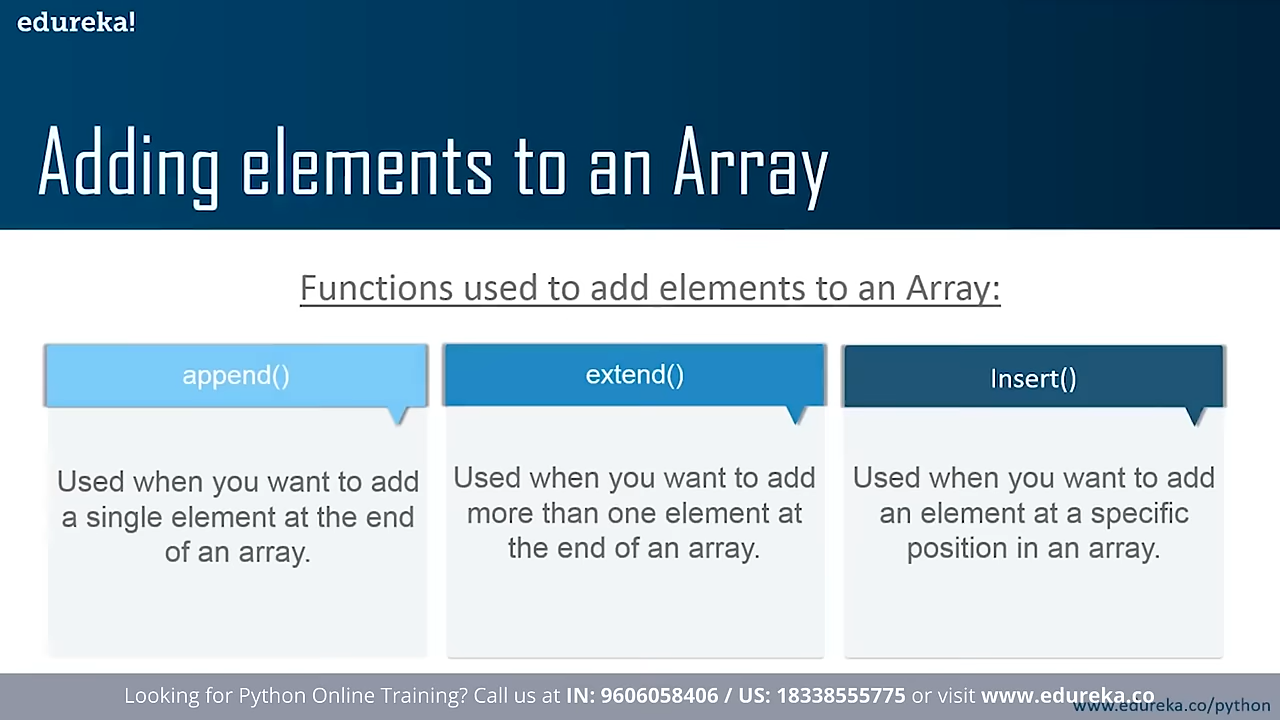 edureka!
Adding elements to an Array
Functions used to add elements to an Array:
append()
Used when you want to add
a single element at the end
of an array.
extend()
Used when you want to add
more than one element at
the end of an array.
Insert()
Used when you want to add
an element at a specific
position in an array.
Looking for Python Online Training? Call us at IN: 9606058406 / US: 18338555775 or visit www.edureka.co
www.edureka.co/python